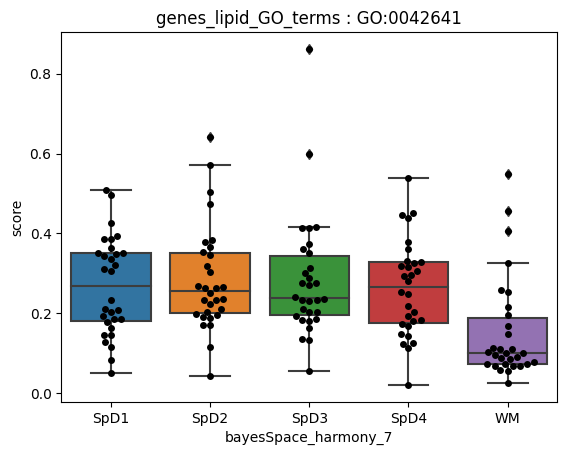 genes_lipid_GO_terms : GO:0042641
score
0.8
0.6
0.4
0.2
0.0
SpD1 SpD2 SpD3 SpD4 WM
bayesSpace_harmony_7